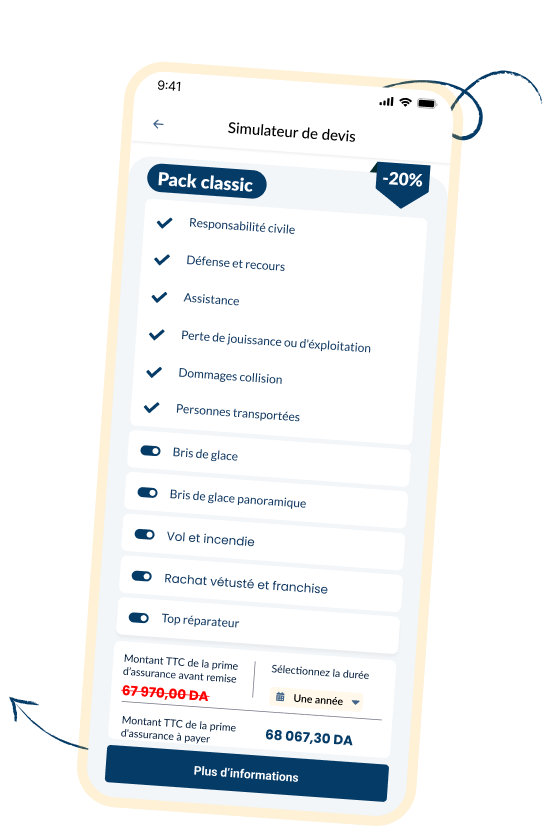 9:41
Simulateur de devis
Pack classic
-20%
Responsabilité civile
Défense et recours
Assistance
Perte de jouissance ou d'éxploitation
Dommages collision
Personnes transportées
Bris de glace
Bris de glace panoramique
Vol et incendie
Rachat vétusté et franchise
Top réparateur
Montant TTC de la prime
d'assurance avant remise
67 970,00 DA
Sélectionnez la durée
Une année
Montant TTC de la prime
d'assurance à payer
68 067,30 DA
Plus d'informations